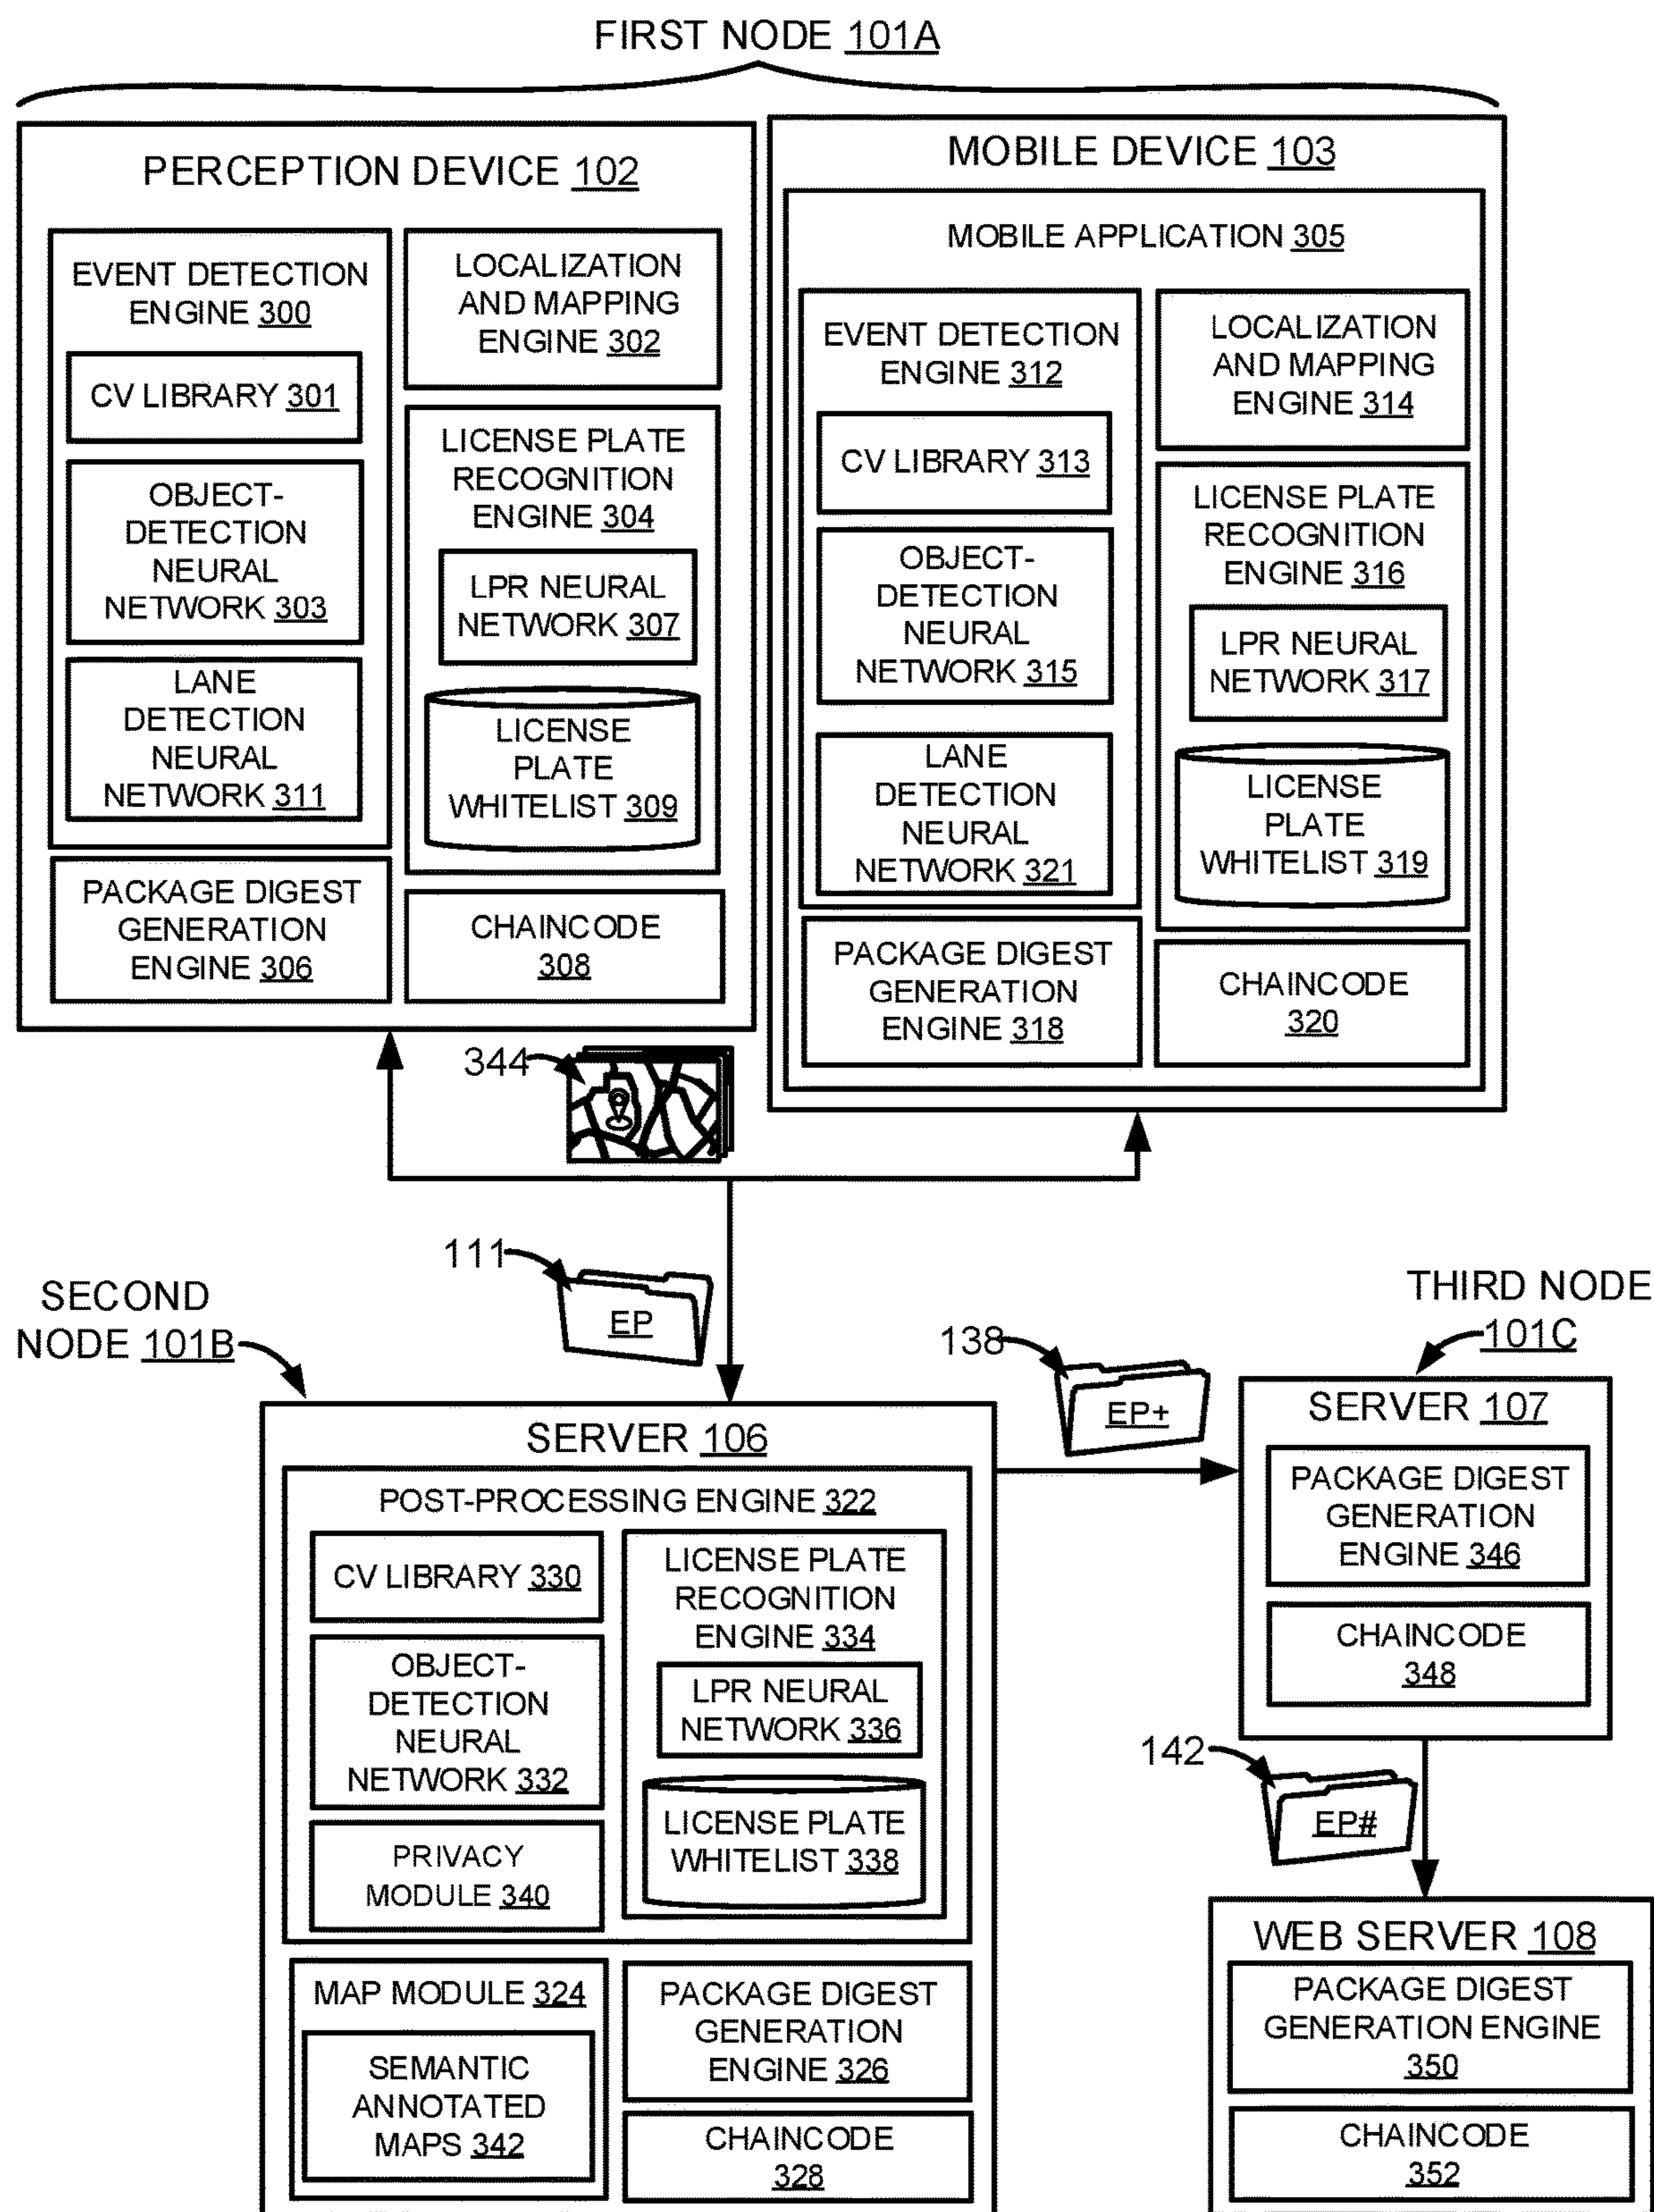 FIRST NODE 101A
PERCEPTION DEVICE 102
EVENT DETECTION
ENGINE 300
CV LIBRARY 301
OBJECT-
DETECTION
NEURAL
NETWORK 303
LANE
DETECTION
NEURAL
NETWORK 311
LOCALIZATION
AND MAPPING
ENGINE 302
LICENSE PLATE
RECOGNITION
ENGINE 304
LPR NEURAL
NETWORK 307
LICENSE
PLATE
WHITELIST 309
PACKAGE DIGEST
GENERATION
ENGINE 306
CHAINCODE
308
MOBILE DEVICE 103
MOBILE APPLICATION 305
EVENT DETECTION
ENGINE 312
CV LIBRARY 313
OBJECT-
DETECTION
NEURAL
NETWORK 315
LANE
DETECTION
NEURAL
NETWORK 321
LOCALIZATION
AND MAPPING
ENGINE 314
LICENSE PLATE
RECOGNITION
ENGINE 316
LPR NEURAL
NETWORK 317
LICENSE
PLATE
WHITELIST 319
PACKAGE DIGEST
GENERATION
ENGINE 318
CHAINCODE
320
344
111
EP
SECOND
NODE 101B
138
EP+
THIRD NODE
101C
SERVER 106
POST-PROCESSING ENGINE 322
CV LIBRARY 330
OBJECT-
DETECTION
NEURAL
NETWORK 332
PRIVACY
MODULE 340
LICENSE PLATE
RECOGNITION
ENGINE 334
LPR NEURAL
NETWORK 336
LICENSE PLATE
WHITELIST 338
MAP MODULE 324
SEMANTIC
ANNOTATED
MAPS 342
PACKAGE DIGEST
GENERATION
ENGINE 326
CHAINCODE
328
SERVER 107
PACKAGE DIGEST
GENERATION
ENGINE 346
CHAINCODE
348
142
EP#
WEB SERVER 108
PACKAGE DIGEST
GENERATION ENGINE
350
CHAINCODE
352